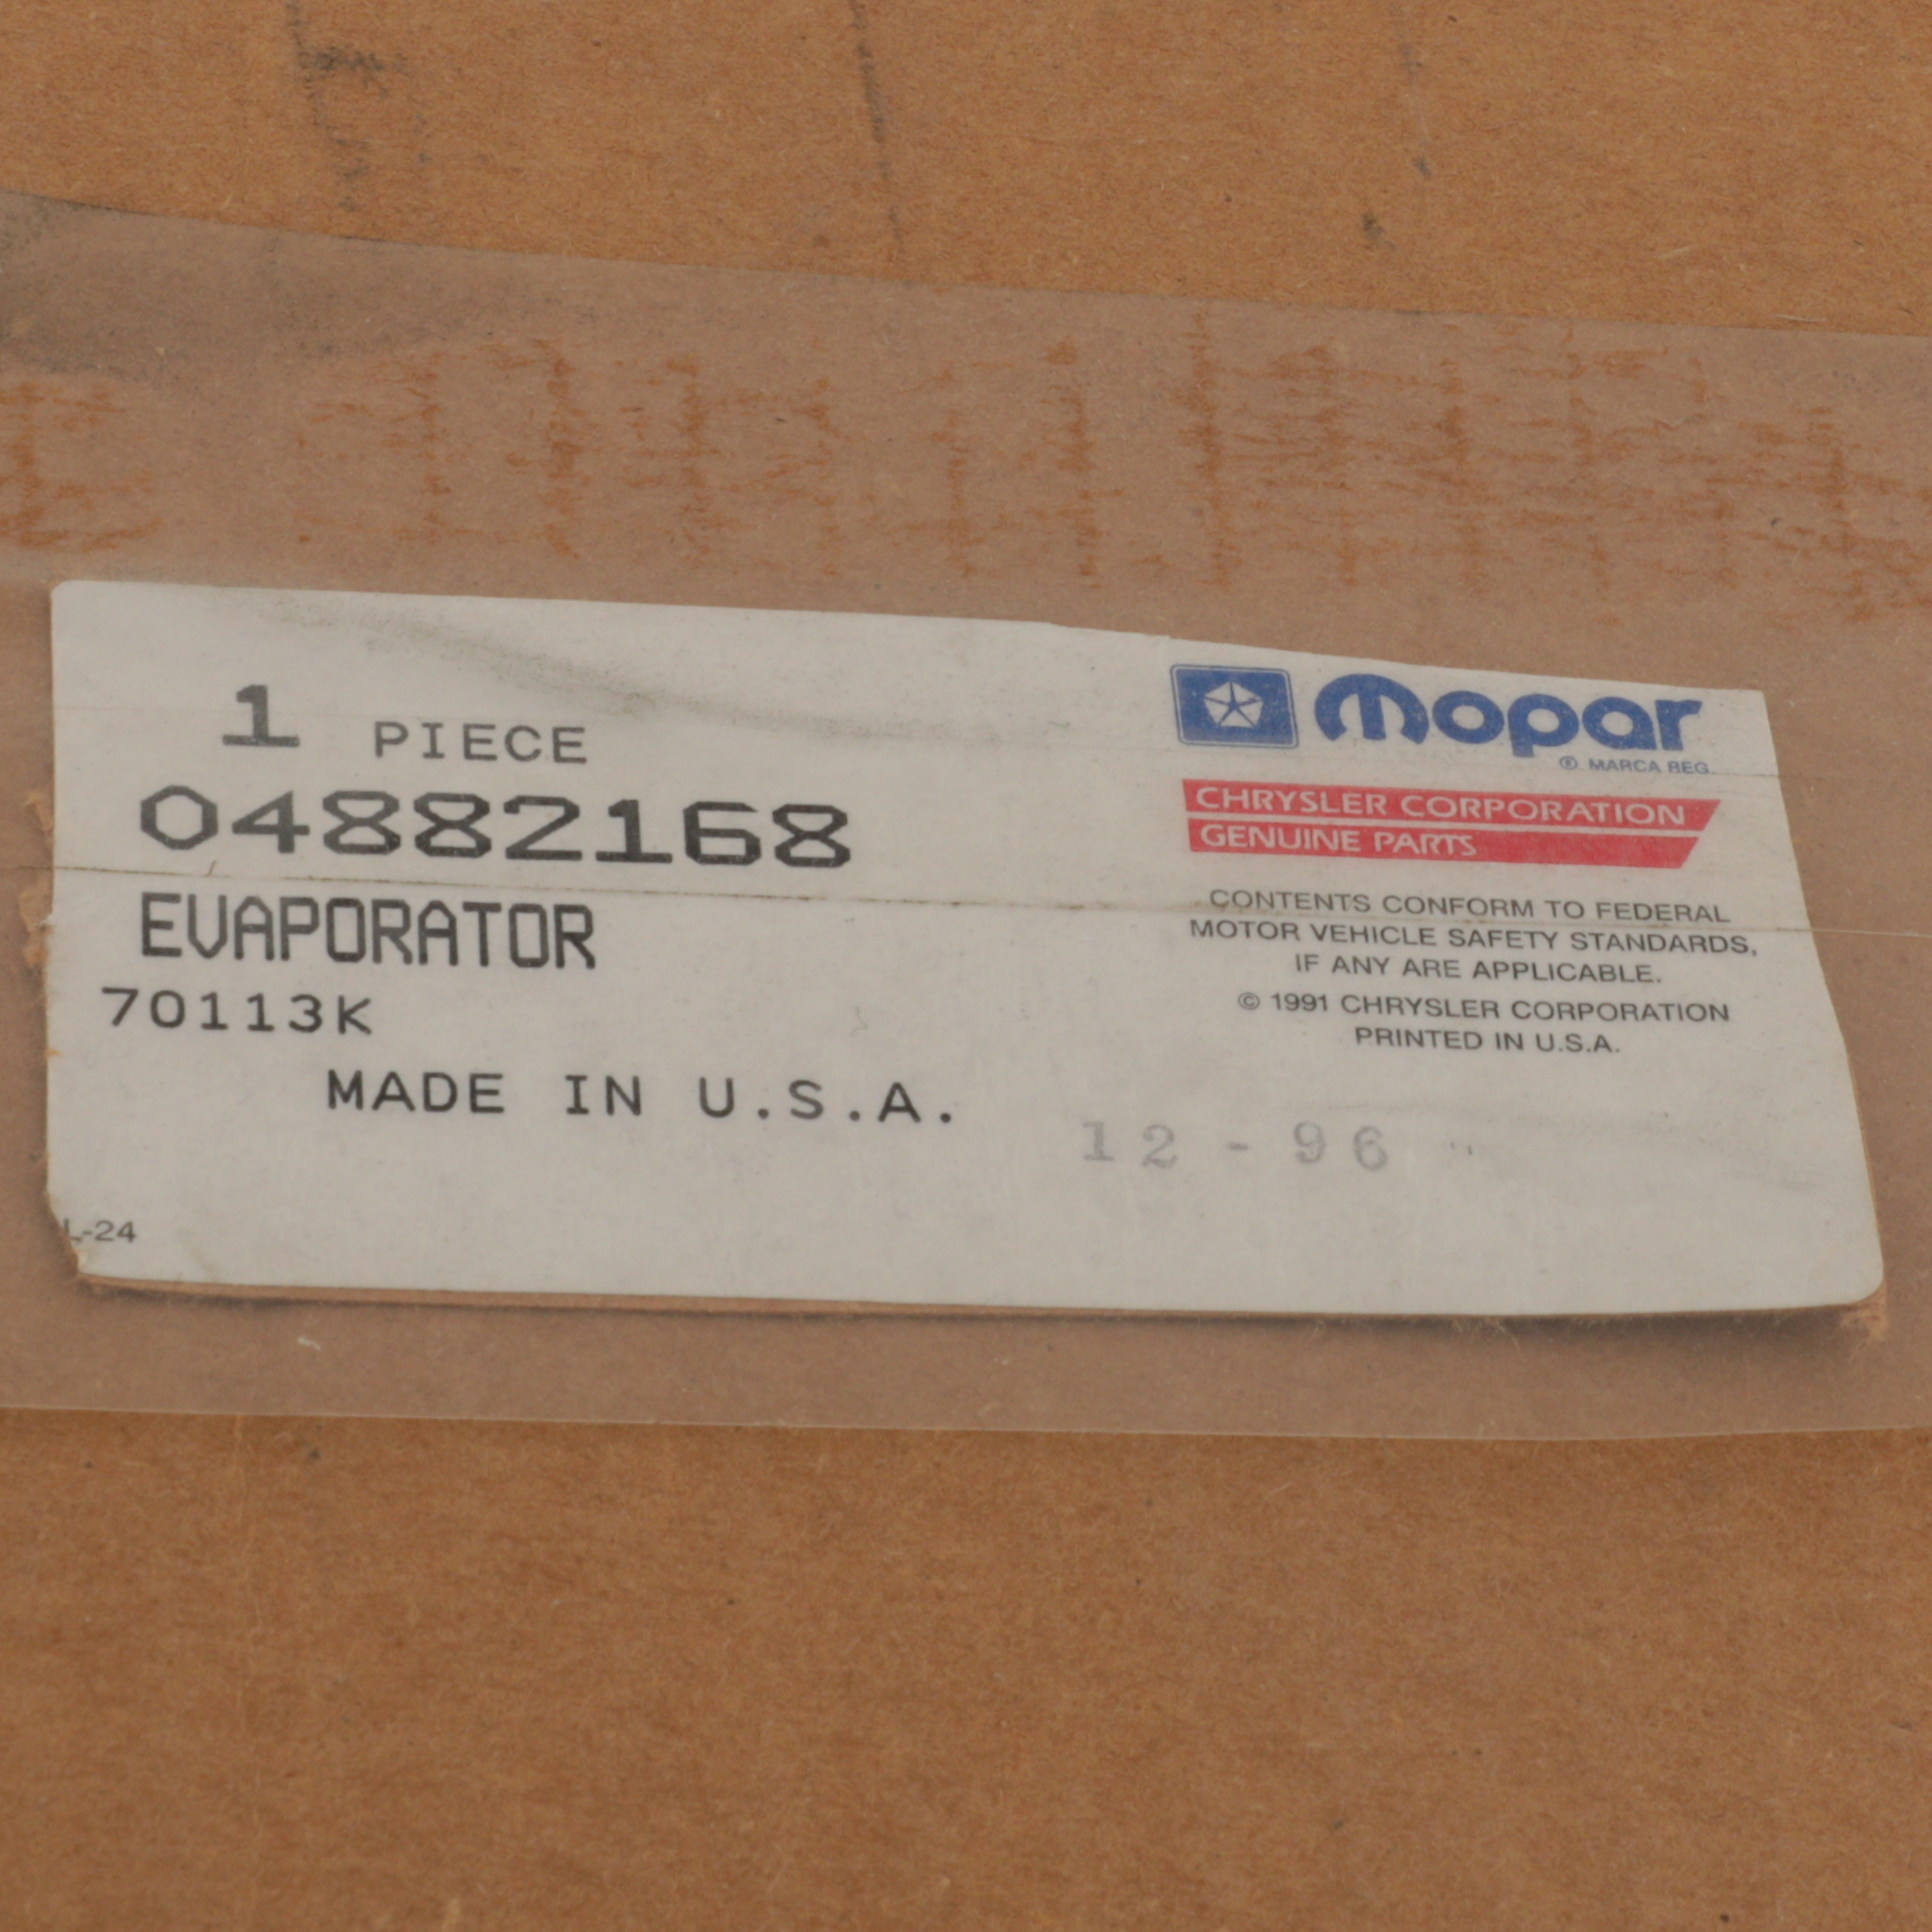 1 PIECE
04882168
EVAPORATOR
70113K
MADE IN U.S.A.
L-24
mopar
® MARCA REG.
CHRYSLER CORPORATION
GENUINE PARTS
CONTENTS CONFORM TO FEDERAL
MOTOR VEHICLE SAFETY STANDARDS,
IF ANY ARE APPLICABLE.
© 1991 CHRYSLER CORPORATION
PRINTED IN U.S.A.
12-96